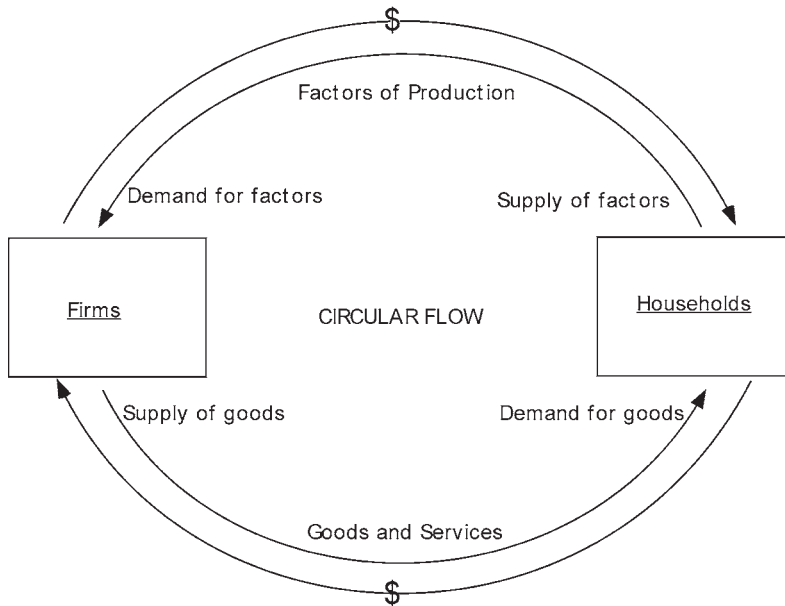 $
Factors of Production
Demand for factors
Supply of factors
Firms
CIRCULAR FLOW
Households
Supply of goods
Demand for goods
Goods and Services
$